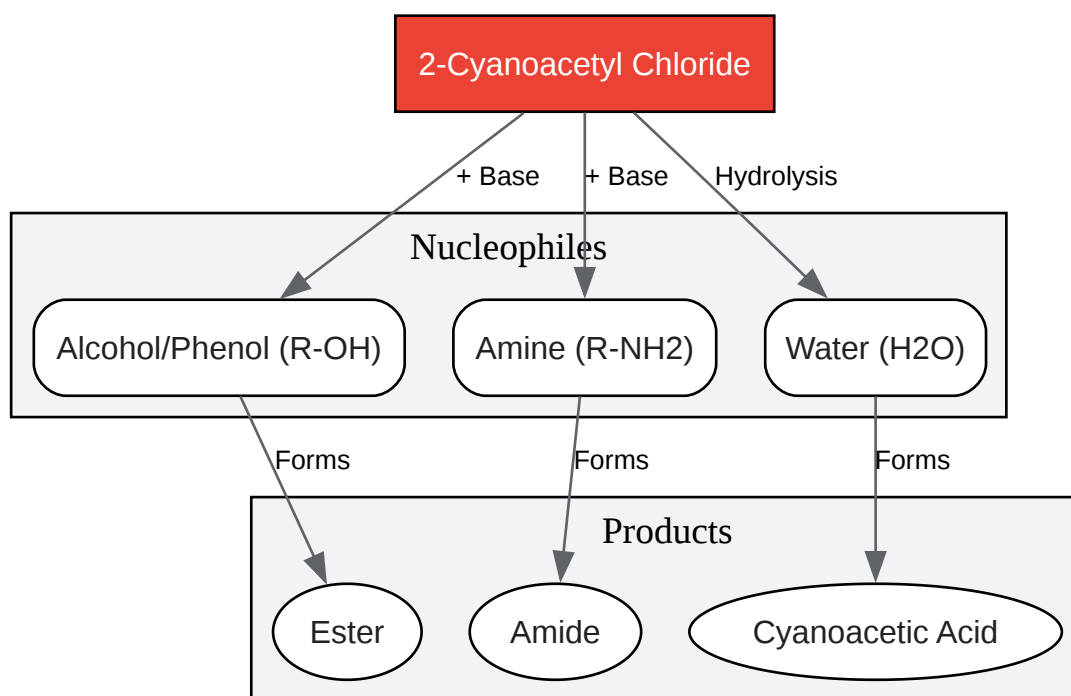 2-Cyanoacetyl Chloride
+ Base
+ Base
Hydrolysis
Nucleophiles
Alcohol/Phenol (R-OH)
Amine (R-NH2)
Water (H2O)
Forms
Forms
Forms
Products
Ester
Amide
Cyanoacetic Acid